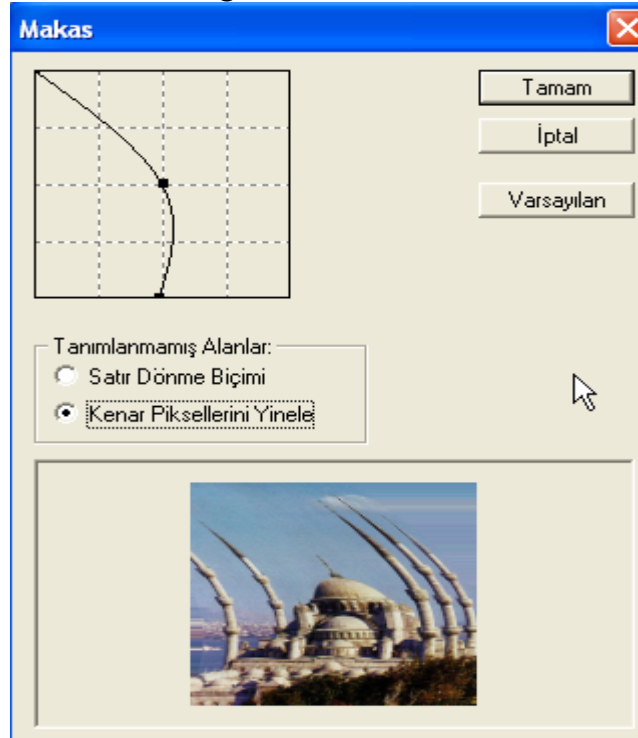 Makas
Tamam
İptal
Varsayılan
Tanımlanmamış Alanlar:
Satır Dönme Biçimi
Kenar Piksellerini Yinele